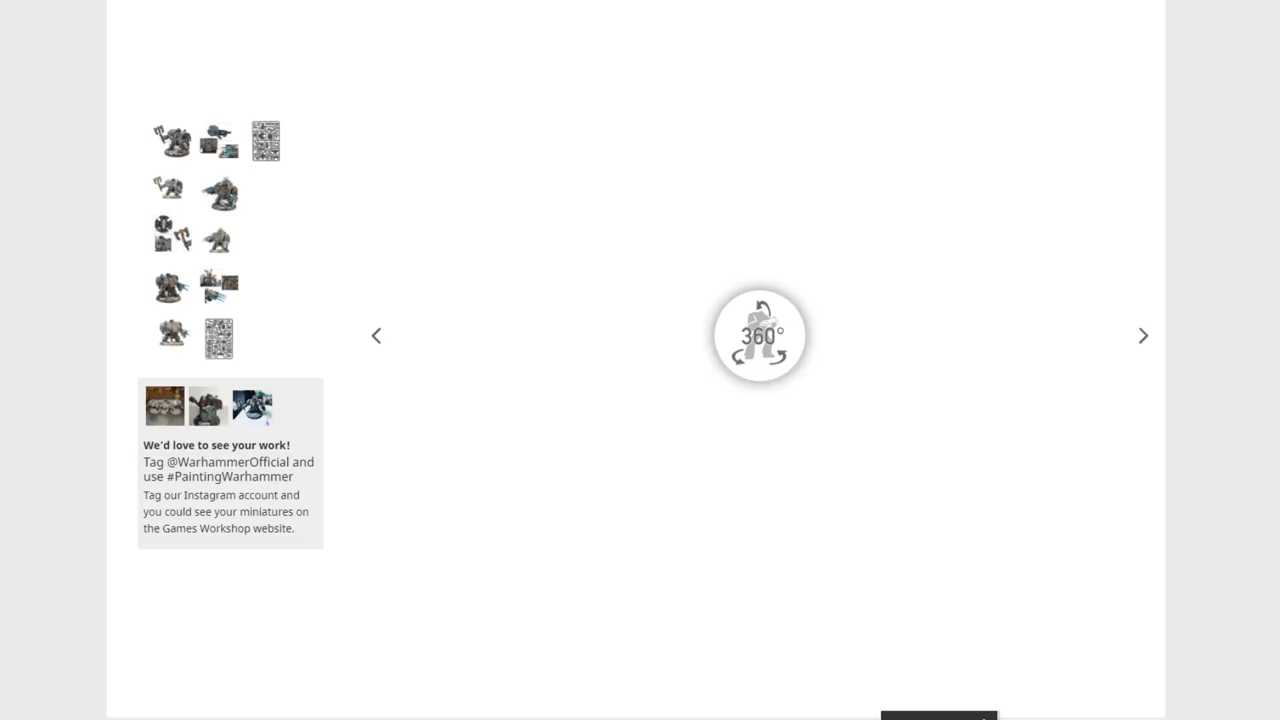 360°
We'd love to see your work!
Tag @WarhammerOfficial and
use #PaintingWarhammer
Tag our Instagram account and
you could see your miniatures on
the Games Workshop website.